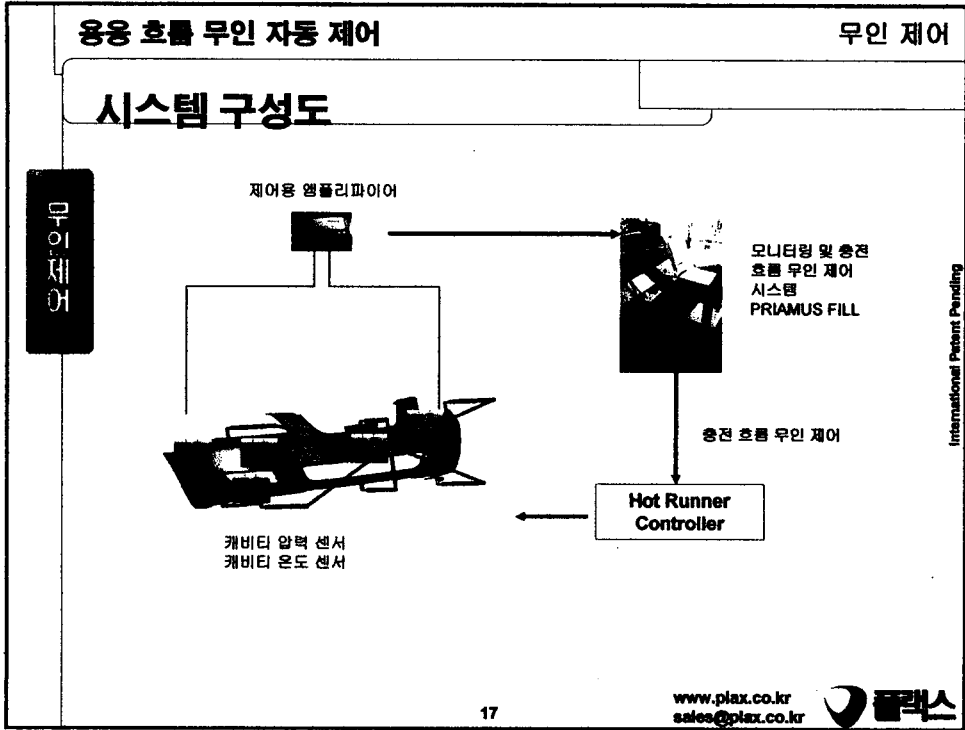 용융 흐름 무인 자동 제어
무인 제어
시스템 구성도
무인제어
제어용 앰플리파이어
모니터링 및 충전
흐름 무인 제어
시스템
PRIAMUS FILL
International Patent Pending
충전 흐름 무인 제어
Hot Runner
Controller
캐비티 압력 센서
캐비티 온도 센서
17
www.plax.co.kr
sales@plax.co.kr
플랙스